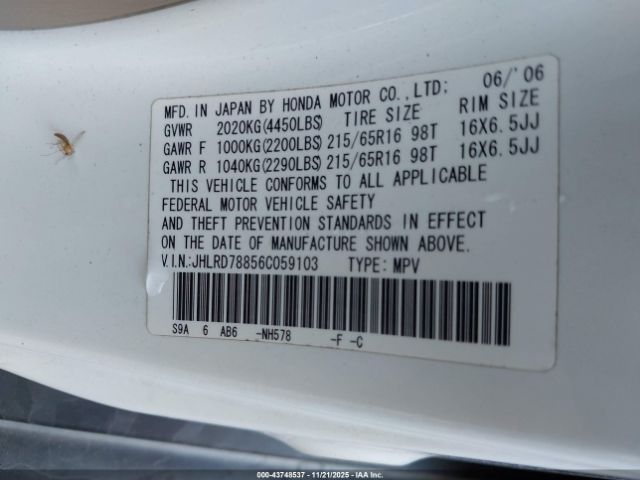 MFD. IN JAPAN BY HONDA MOTOR CO., LTD: 06/'06
GVWR 2020KG(4450LBS) TIRE SIZE RIM SIZE
GAWR F 1000KG(2200LBS) 215/65R16 98T 16X6.5JJ
GAWR R 1040KG(2290LBS) 215/65R16 98T 16X6.5JJ
THIS VEHICLE CONFORMS TO ALL APPLICABLE
FEDERAL MOTOR VEHICLE SAFETY
AND THEFT PREVENTION STANDARDS IN EFFECT
ON THE DATE OF MANUFACTURE SHOWN ABOVE.
V.I.N.:JHLRD78856C059103 TYPE: MPV
S9A 6 AB6 -NH578 -F -C
000-43748537 - 11/21/2025 - IAAI, Inc.